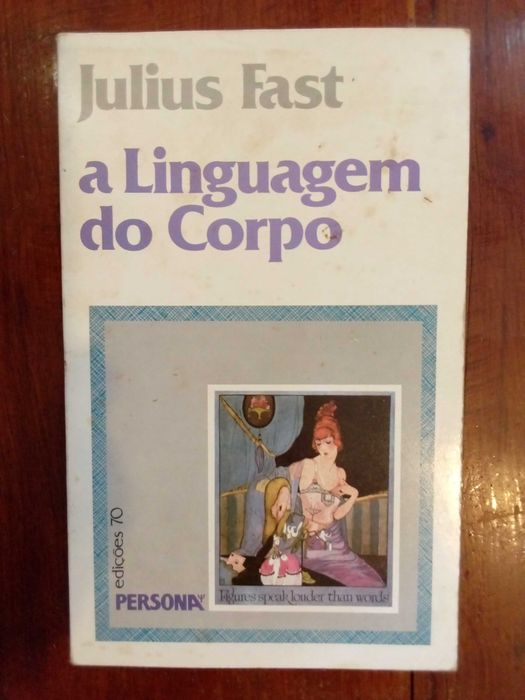 Julius Fast
a Linguagem
do Corpo
edições 70
PERSONA
Figures speak louder than words